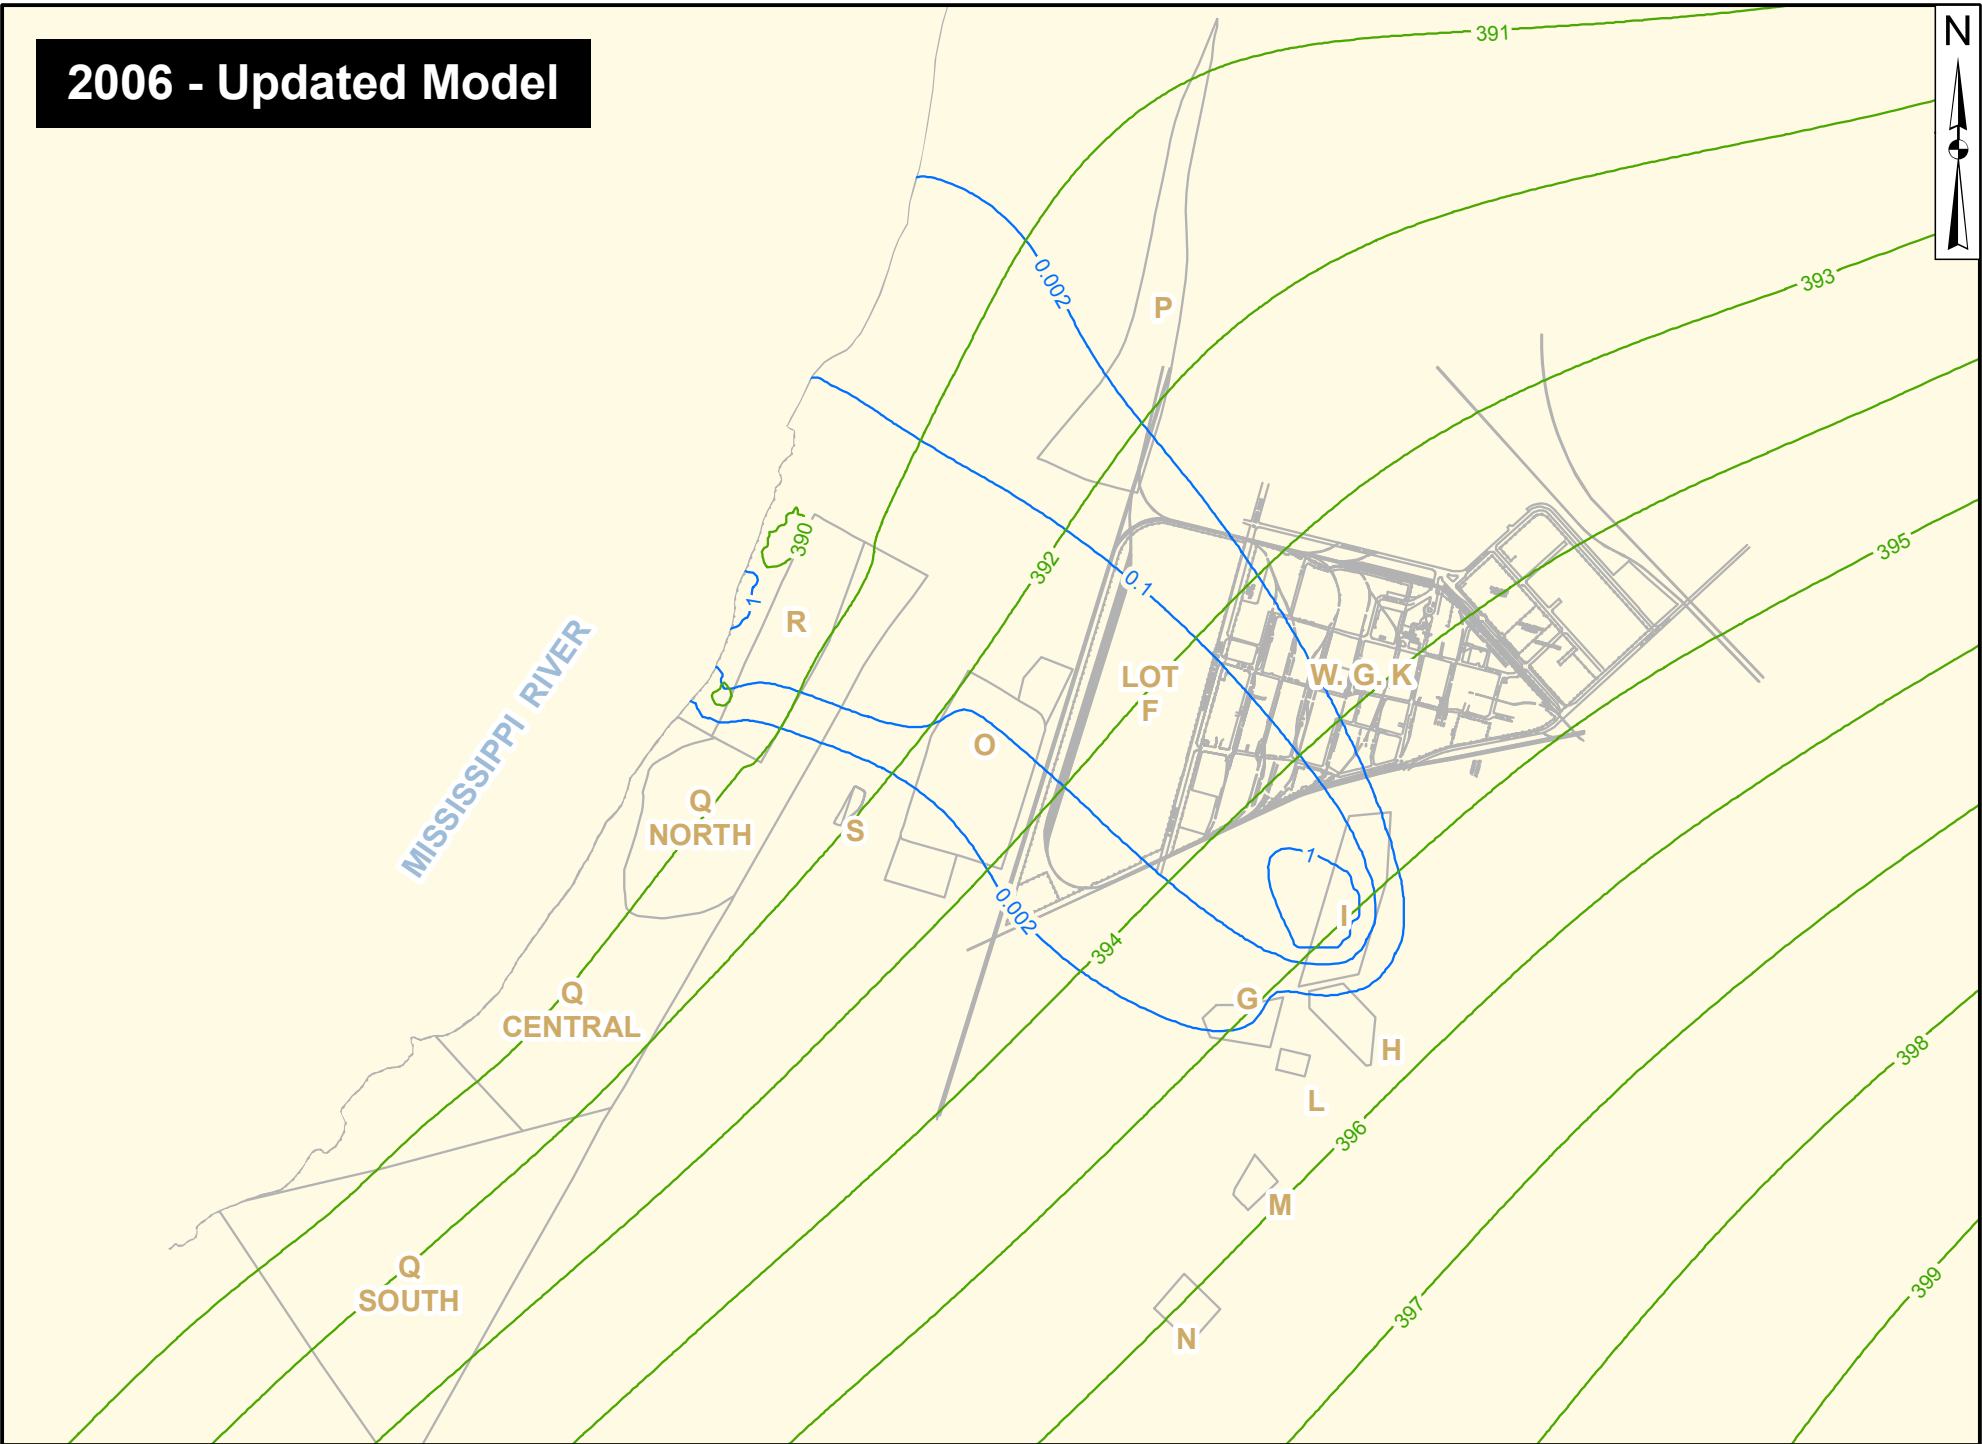 2006 - Updated Model
N
391
393
0.002
P
390
392
0.1
395
1
R
MISSISSIPPI RIVER
LOT
F
W. G. K
O
Q
NORTH
S
1
I
0.002
394
G
Q
CENTRAL
H
L
398
396
M
Q
SOUTH
399
397
N